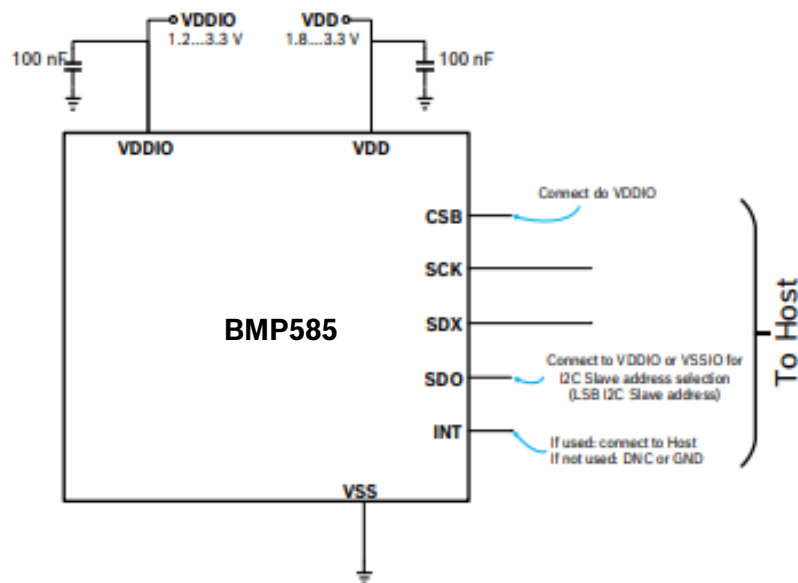 VDDIO
1.2...3.3 V
VDD
1.8...3.3 V
100 nF
100 nF
VDDIO
VDD
Connect do VDDIO
CSB
SCK
BMP585
SDX
To Host
Connect to VDDIO or VSSIO for
I2C Slave address selection
(LSB I2C Slave address)
SDO
INT
If used: connect to Host
If not used: DNC or GND
VSS